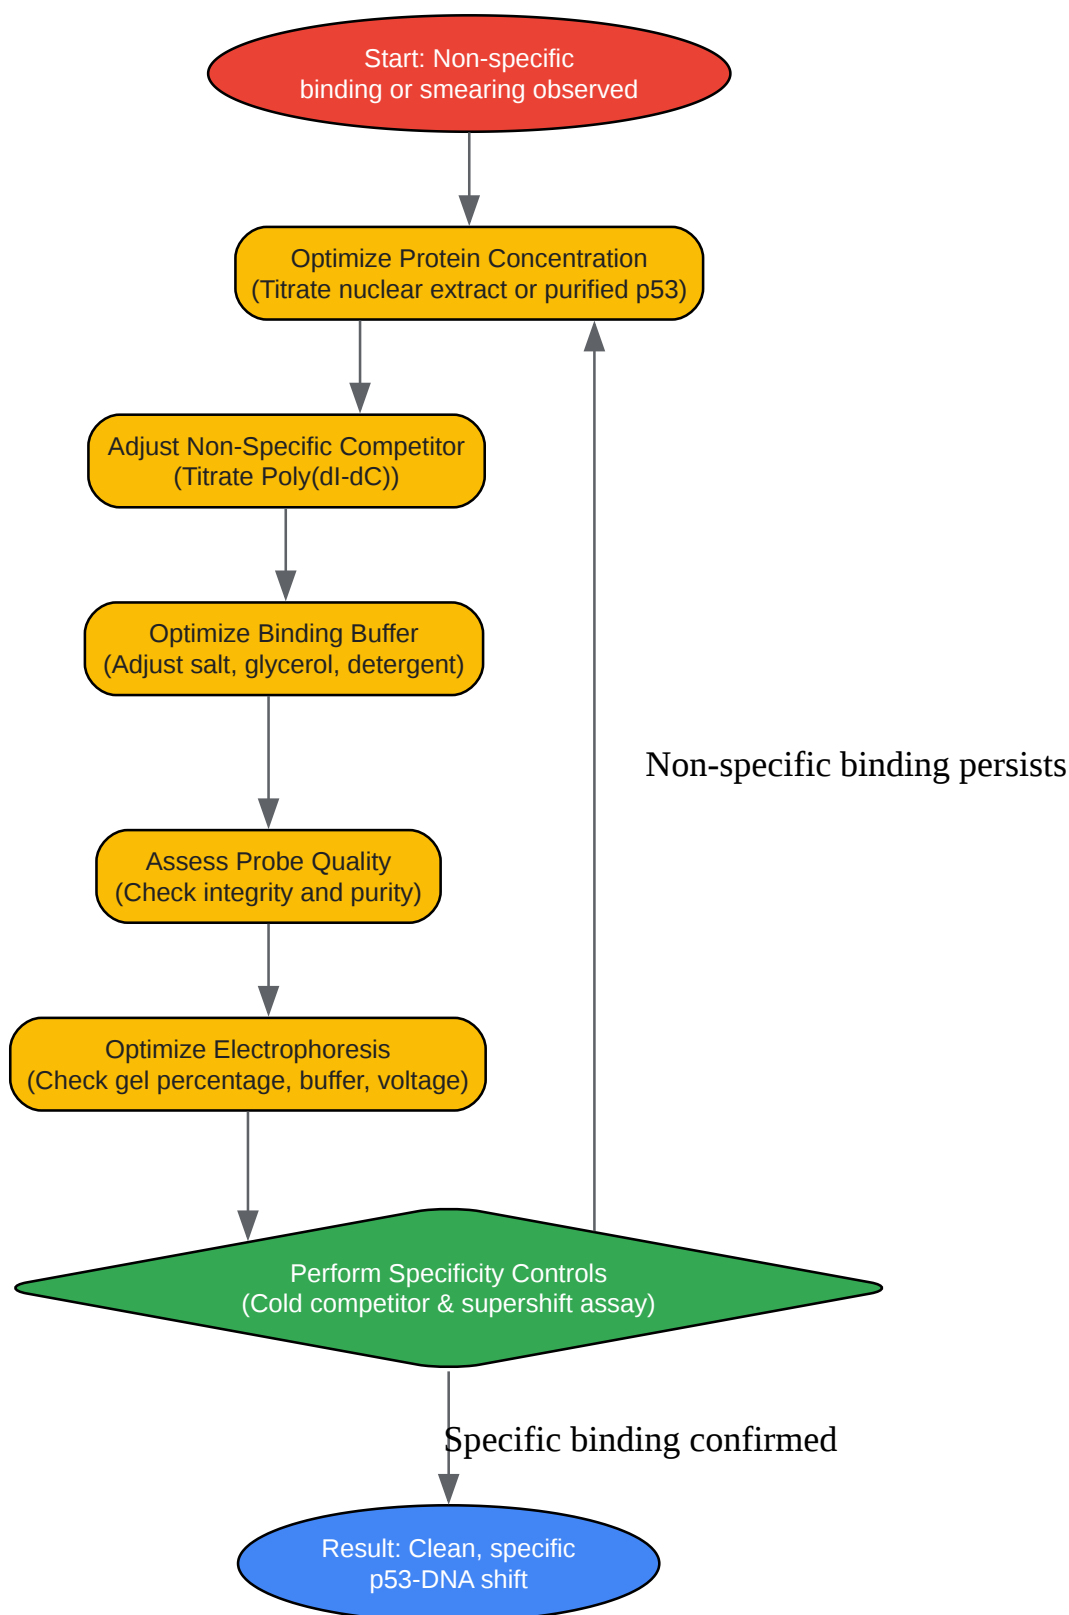 Start: Non-specific
binding or smearing observed
Optimize Protein Concentration
(Titrate nuclear extract or purified p53)
Adjust Non-Specific Competitor
(Titrate Poly(dI-dC))
Optimize Binding Buffer
(Adjust salt, glycerol, detergent)
Non-specific binding persists
Assess Probe Quality
(Check integrity and purity)
Optimize Electrophoresis
(Check gel percentage, buffer, voltage)
Perform Specificity Controls
(Cold competitor & supershift assay)
Specific binding confirmed
Result: Clean, specific
p53-DNA shift